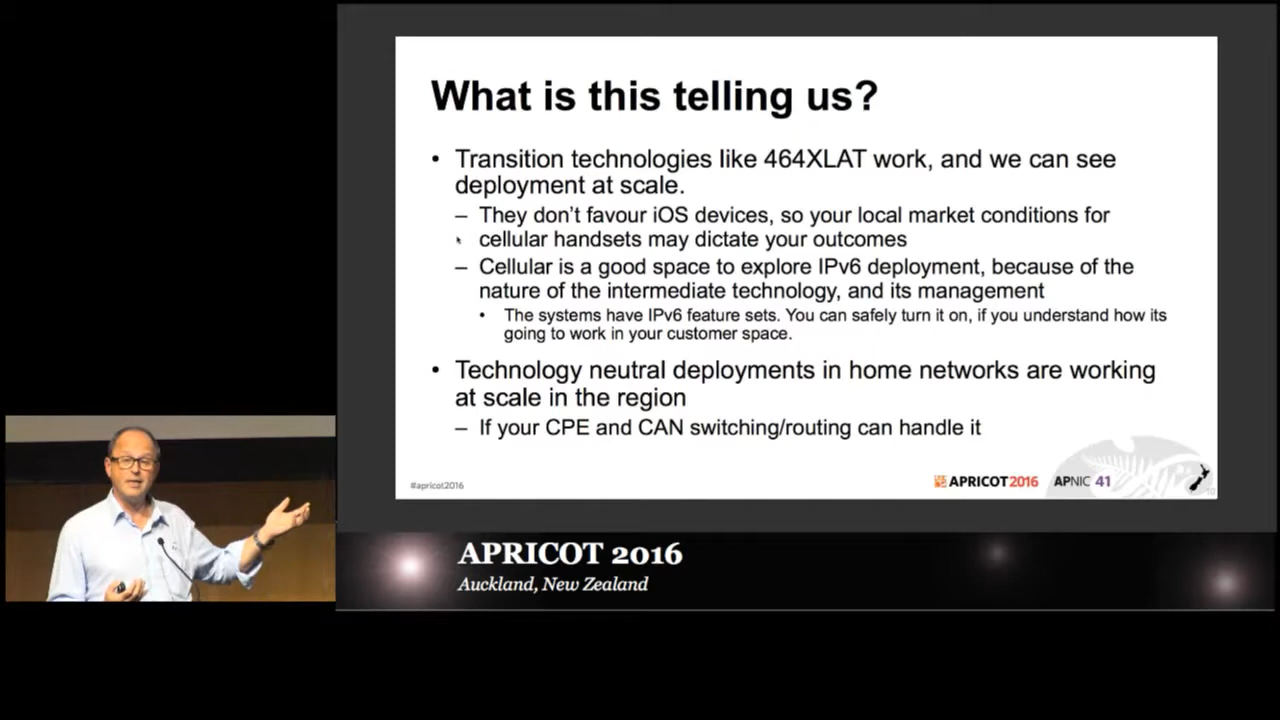 What is this telling us?
• Transition technologies like 464XLAT work, and we can see
deployment at scale.
– They don’t favour iOS devices, so your local market conditions for
cellular handsets may dictate your outcomes
– Cellular is a good space to explore IPv6 deployment, because of the
nature of the intermediate technology, and its management
• The systems have IPv6 feature sets. You can safely turn it on, if you understand how its
going to work in your customer space.
• Technology neutral deployments in home networks are working
at scale in the region
– If your CPE and CAN switching/routing can handle it
#apricot2016
APRICOT2016
APNIC 41
10
APRICOT 2016
Auckland, New Zealand